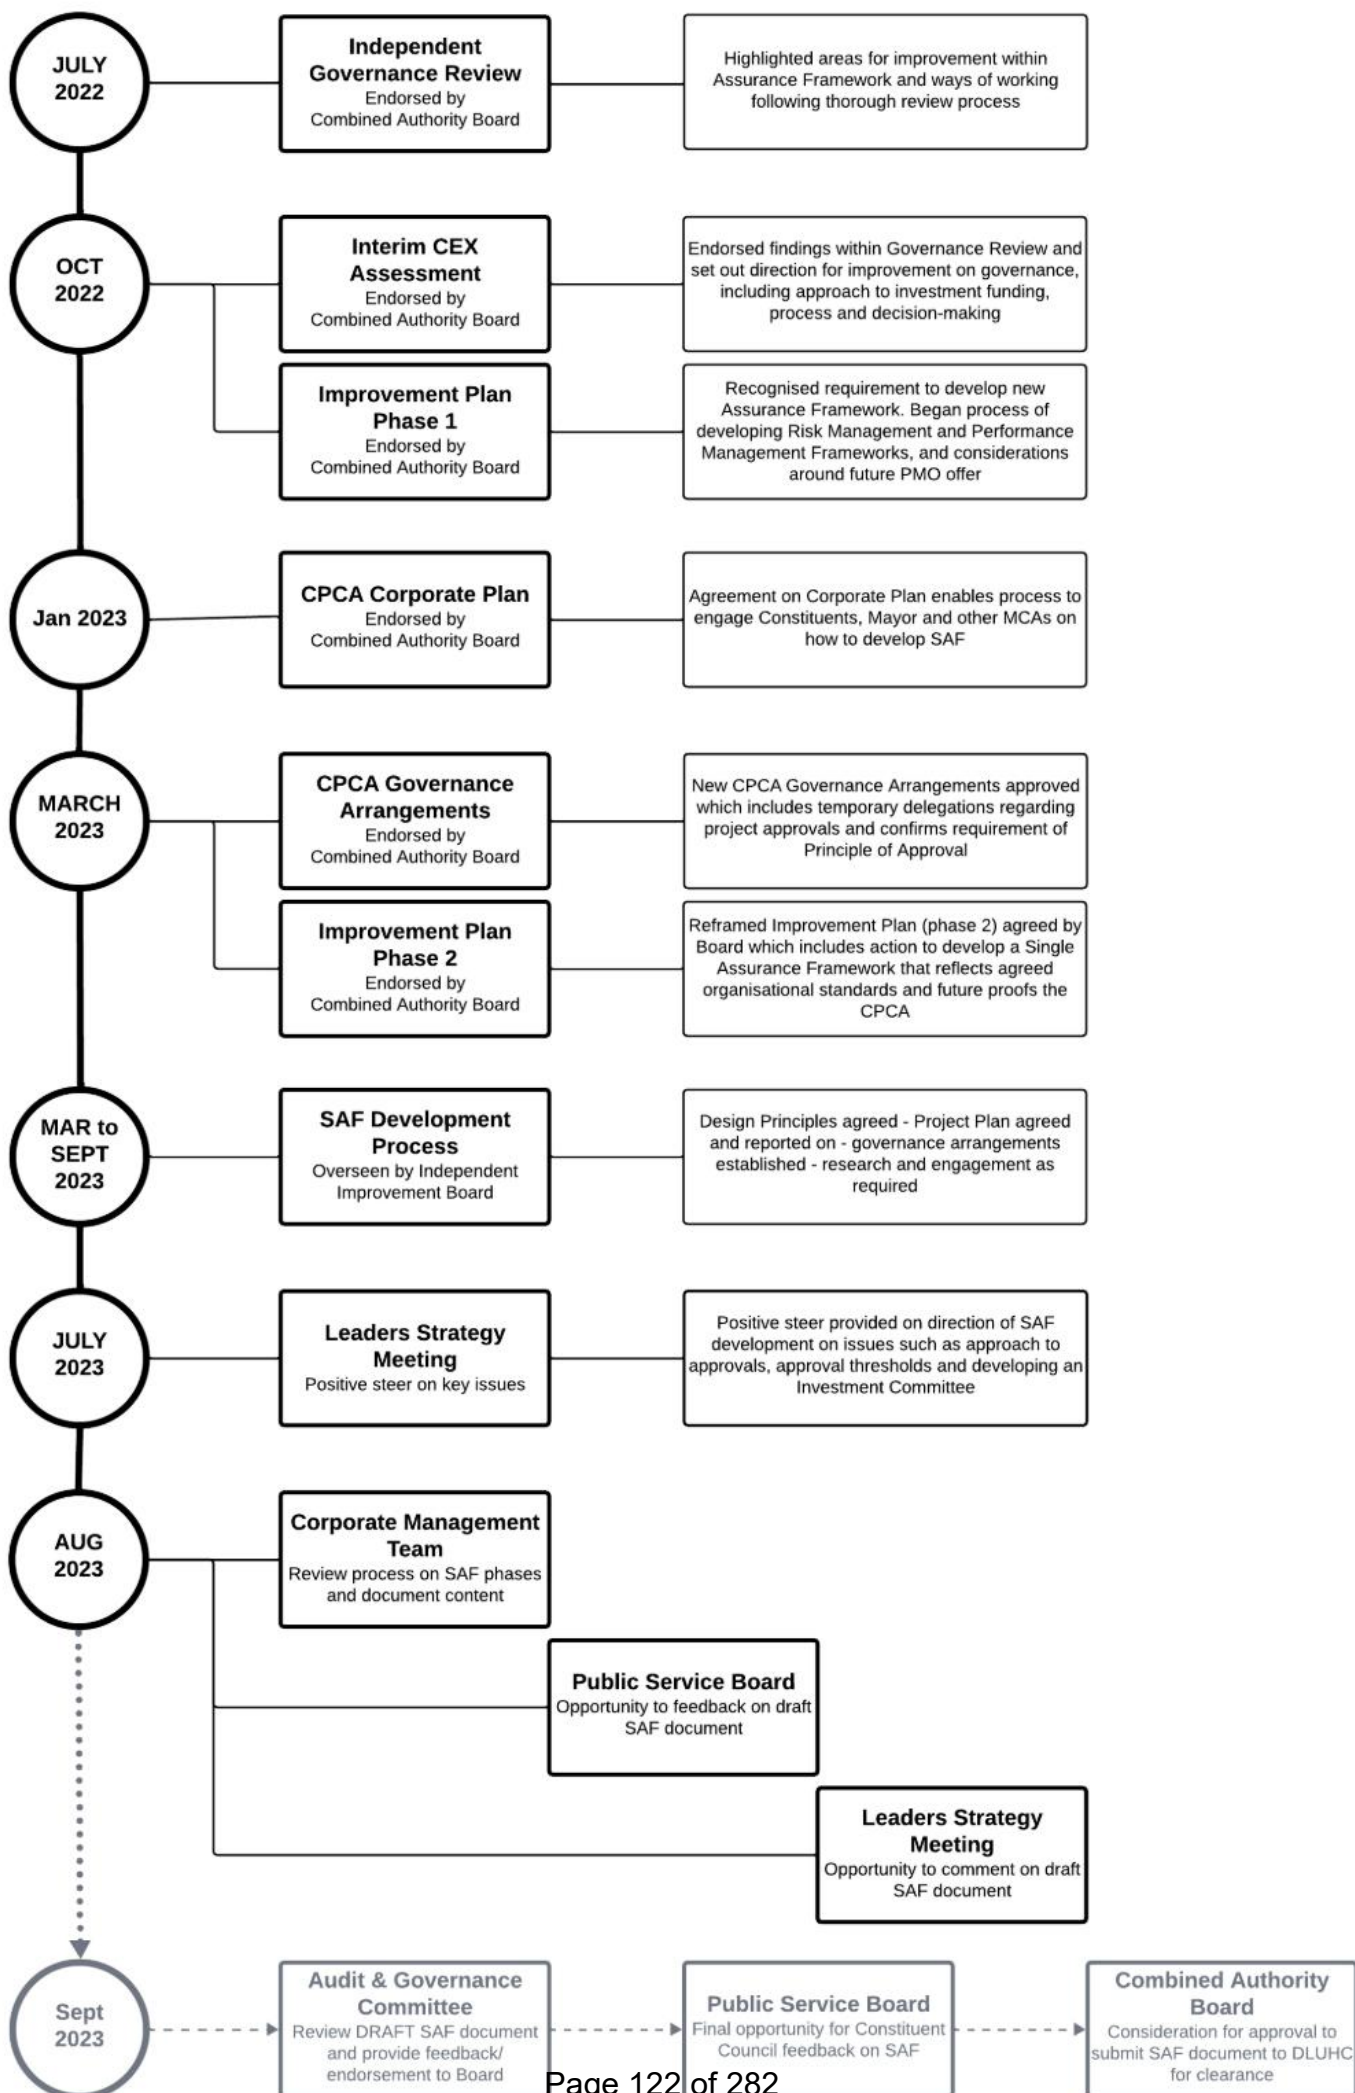 JULY
2022
Independent
Governance Review
Endorsed by
Combined Authority Board
Highlighted areas for improvement within
Assurance Framework and ways of working
following thorough review process
OCT
2022
Interim CEX
Assessment
Endorsed by
Combined Authority Board
Endorsed findings within Governance Review and
set out direction for improvement on governance,
including approach to investment funding,
process and decision-making
Improvement Plan
Phase 1
Endorsed by
Combined Authority Board
Recognised requirement to develop new
Assurance Framework. Began process of
developing Risk Management and Performance
Management Frameworks, and considerations
around future PMO offer
Jan 2023
CPCA Corporate Plan
Endorsed by
Combined Authority Board
Agreement on Corporate Plan enables process to
engage Constituents, Mayor and other MCAs on
how to develop SAF
MARCH
2023
CPCA Governance
Arrangements
Endorsed by
Combined Authority Board
New CPCA Governance Arrangements approved
which includes temporary delegations regarding
project approvals and confirms requirement of
Principle of Approval
Improvement Plan
Phase 2
Endorsed by
Combined Authority Board
Reframed Improvement Plan (phase 2) agreed by
Board which includes action to develop a Single
Assurance Framework that reflects agreed
organisational standards and future proofs the
CPCA
MAR to
SEPT
2023
SAF Development
Process
Overseen by Independent
Improvement Board
Design Principles agreed - Project Plan agreed
and reported on - governance arrangements
established - research and engagement as
required
JULY
2023
Leaders Strategy
Meeting
Positive steer on key issues
Positive steer provided on direction of SAF
development on issues such as approach to
approvals, approval thresholds and developing an
Investment Committee
AUG
2023
Corporate Management
Team
Review process on SAF phases
and document content
Public Service Board
Opportunity to feedback on draft
SAF document
Leaders Strategy
Meeting
Opportunity to comment on draft
SAF document
Sept
2023
Audit & Governance
Committee
Review DRAFT SAF document
and provide feedback/
endorsement to Board
Public Service Board
Final opportunity for Constituent
Council feedback on SAF
Combined Authority
Board
Consideration for approval to
submit SAF document to DLUHC
for clearance
Page 122 of 282